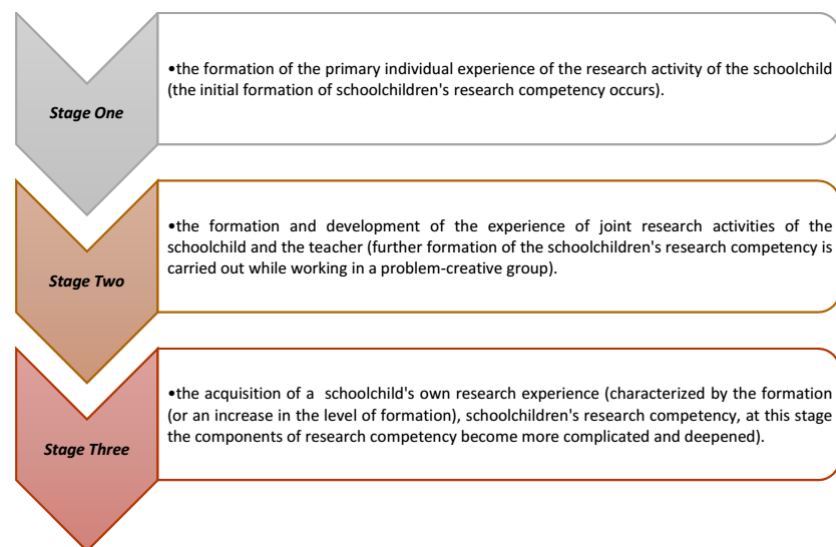 Stage One
•the formation of the primary individual experience of the research activity of the schoolchild
(the initial formation of schoolchildren's research competency occurs).
Stage Two
•the formation and development of the experience of joint research activities of the
schoolchild and the teacher (further formation of the schoolchildren's research competency is
carried out while working in a problem-creative group).
Stage Three
•the acquisition of a schoolchild's own research experience (characterized by the formation
(or an increase in the level of formation), schoolchildren's research competency, at this stage
the components of research competency become more complicated and deepened).